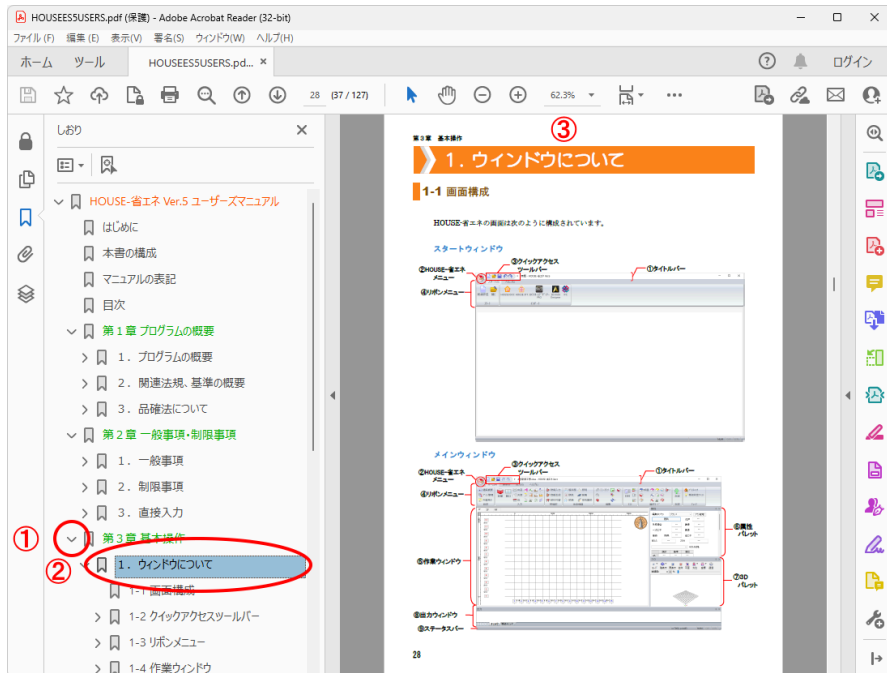 HOUSEES5USERS.pdf (保護) - Adobe Acrobat Reader (32-bit)
ファイル(F) 編集(E) 表示(V) 署名(S) ウィンドウ(W) ヘルプ(H)
ホーム ツール HOUSEES5USERS.pd... × ログイン
28 (37 / 127) 62.3%
しおり
HOUSE-省エネ Ver.5 ユーザーズマニュアル
はじめに
本書の構成
マニュアルの表記
目次
第1章 プログラムの概要
1．プログラムの概要
2．関連法規、基準の概要
3．品確法について
第2章 一般事項・制限事項
1．一般事項
2．制限事項
3．直接入力
① 第3章 基本操作
② 1．ウィンドウについて
1-1 画面構成
1-2 クイックアクセスツールバー
1-3 リボンメニュー
1-4 作業ウィンドウ
③
第3章 基本操作
1. ウィンドウについて
1-1 画面構成
HOUSE-省エネの画面は次のように構成されています。
スタートウィンドウ
②HOUSE-省エネメニュー
③クイックアクセスツールバー
①タイトルバー
④リボンメニュー
メインウィンドウ
②HOUSE-省エネメニュー
③クイックアクセスツールバー
①タイトルバー
④リボンメニュー
⑥属性パレット
⑤作業ウィンドウ
⑦3Dパレット
⑧出力ウィンドウ
⑨ステータスバー
28